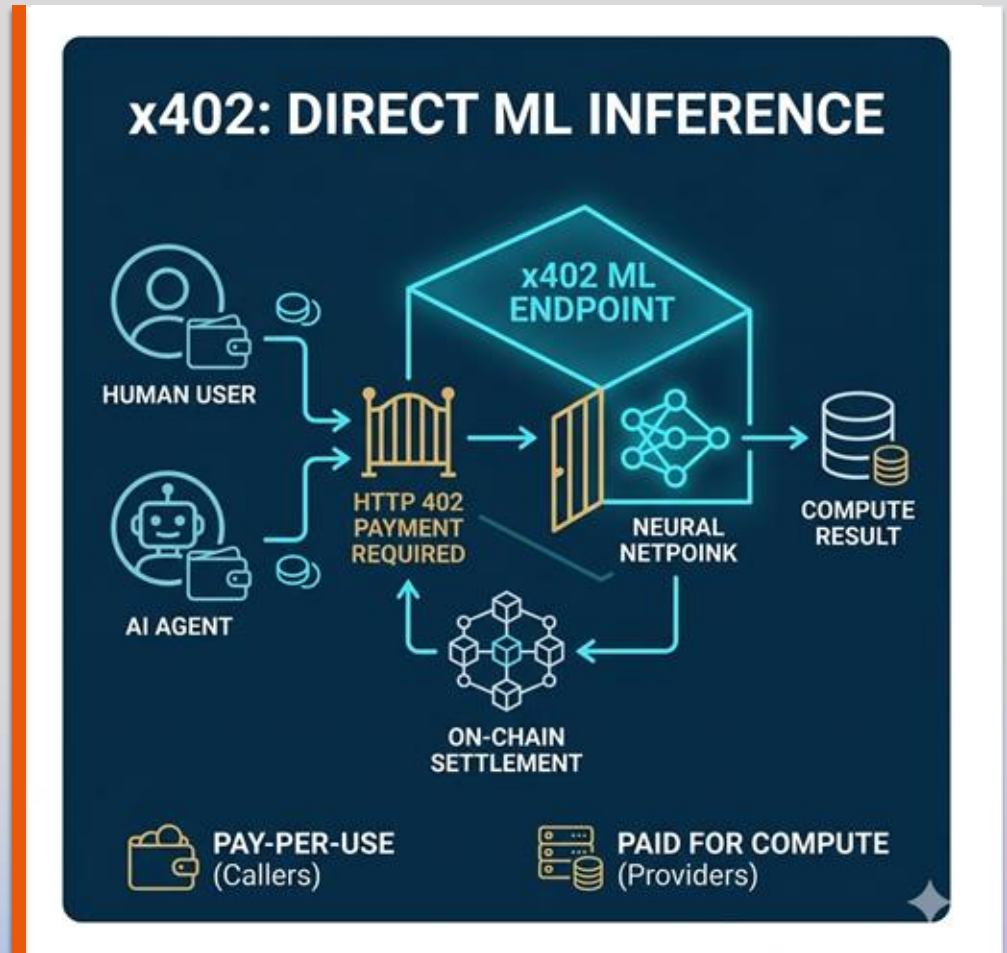 x402: DIRECT ML INFERENCE
x402 ML
ENDPOINT
HUMAN USER
HTTP 402
PAYMENT
REQUIRED
NEURAL
NETPOINK
COMPUTE
RESULT
AI AGENT
ON-CHAIN
SETTLEMENT
PAY-PER-USE
(Callers)
PAID FOR COMPUTE
(Providers)